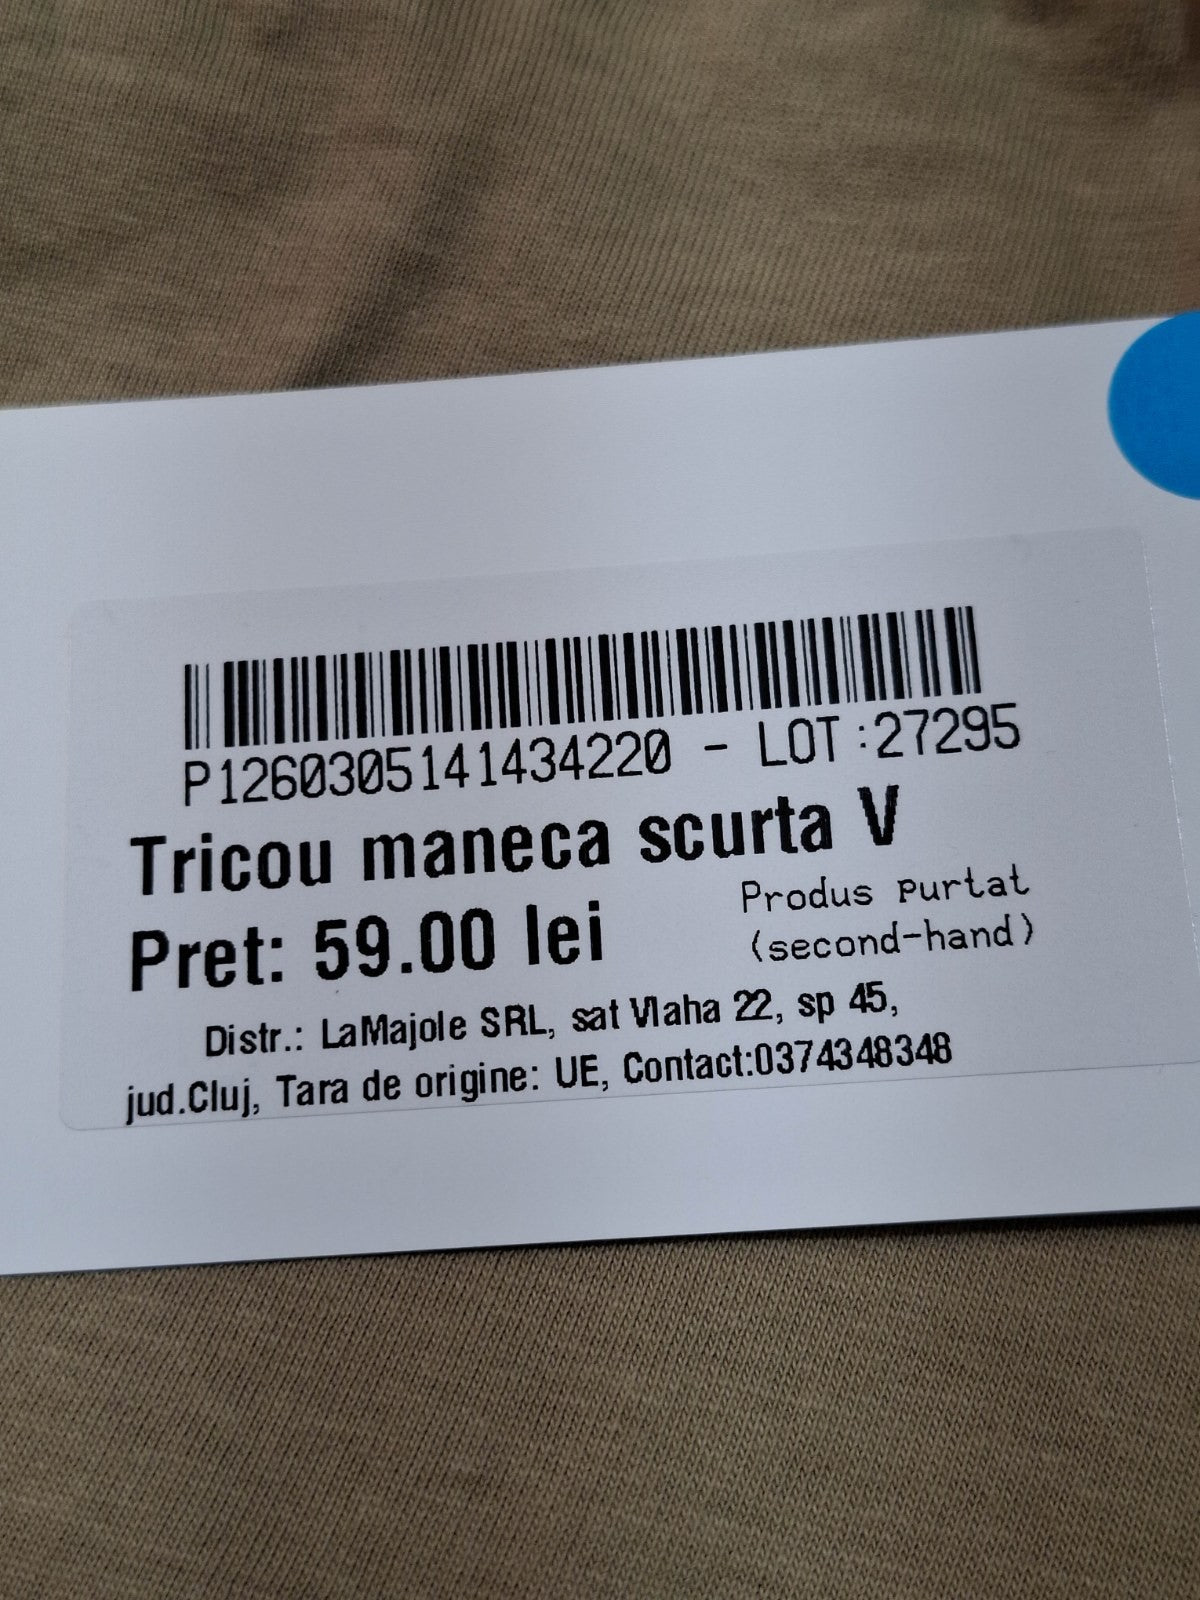 P1260305141434220 - LOT:27295
Tricou maneca scurta V
Pret: 59.00 lei
Produs purtat
(second-hand)
Distr.: LaMajole SRL, sat Vlaha 22, sp 45,
jud.Cluj, Tara de origine: UE, Contact:0374348348